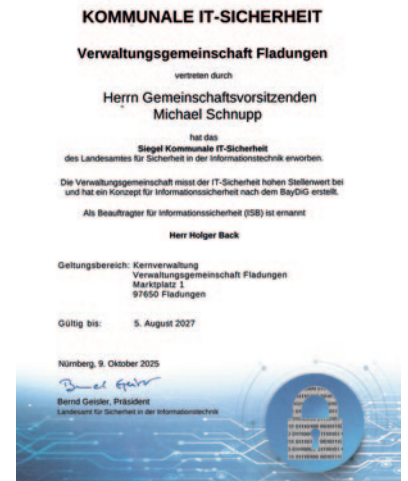 KOMMUNALE IT-SICHERHEIT
Verwaltungsgemeinschaft Fladungen
vertreten durch
Herrn Gemeinschaftsvorsitzenden
Michael Schnupp
hat das
Siegel Kommunale IT-Sicherheit
des Landesamtes für Sicherheit in der Informationstechnik erworben.
Die Verwaltungsgemeinschaft misst der IT-Sicherheit hohen Stellenwert bei
und hat ein Konzept für Informationssicherheit nach dem BayDiG erstellt.
Als Beauftragter für Informationssicherheit (ISB) ist ernannt
Herr Holger Back
Geltungsbereich: Kernverwaltung
Verwaltungsgemeinschaft Fladungen
Marktplatz 1
97650 Fladungen
Gültig bis: 5. August 2027
Nürnberg, 9. Oktober 2025
Bernd Geisler, Präsident
Landesamt für Sicherheit in der Informationstechnik